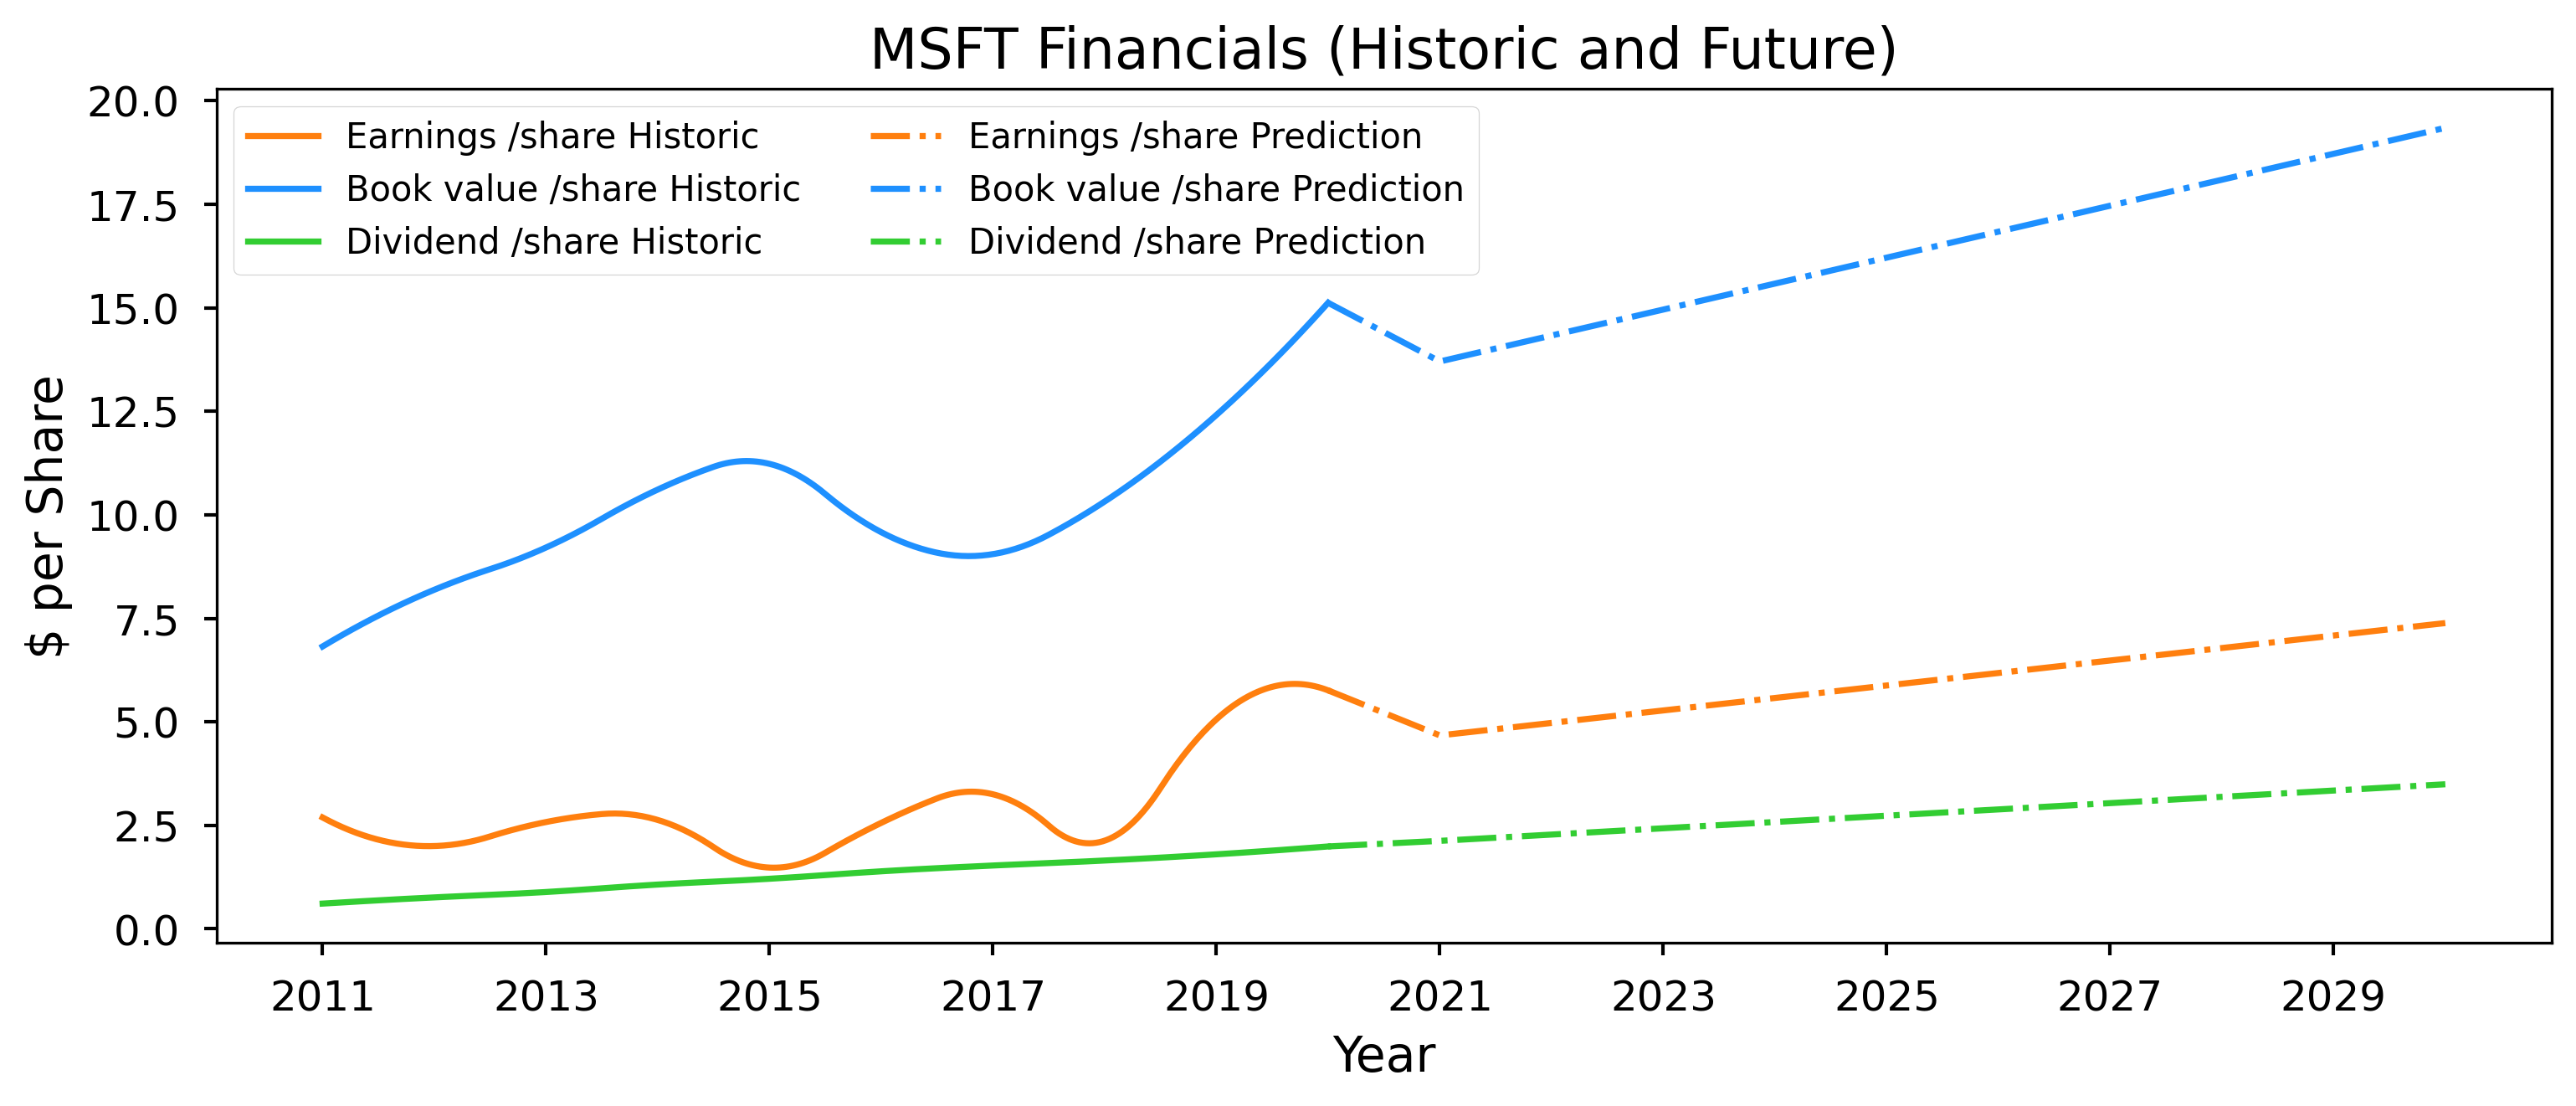 MSFT Financials (Historic and Future)
Earnings /share Historic
Book value /share Historic
Dividend /share Historic
Earnings /share Prediction
Book value /share Prediction
Dividend /share Prediction
20.0
17.5
15.0
12.5
10.0
7.5
5.0
2.5
0.0
$ per Share
2011 2013 2015 2017 2019 2021 2023 2025 2027 2029
Year